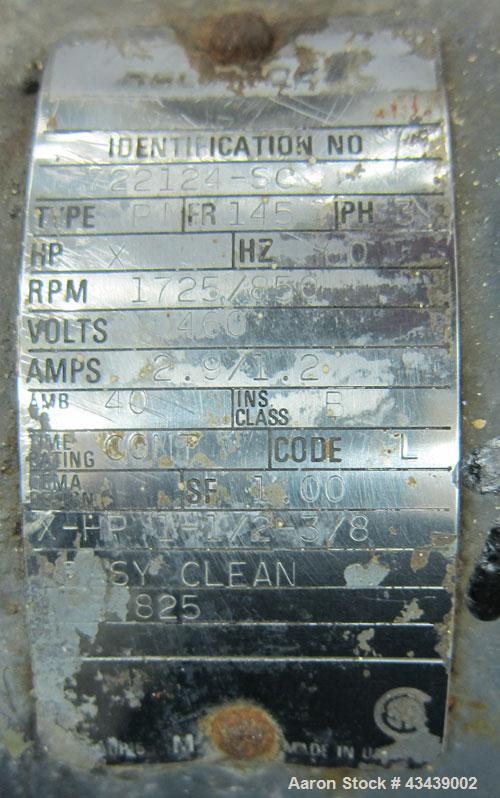 IDENTIFICATION NO
722124-SC
TYPE FR 145 PH 3
HP X HZ
RPM 1725/850
VOLTS 460
AMPS 2.9/1.2
AMB 40 INS. CLASS B
TIME RATING CONT CODE L
NEMA DESIGN SF 1.00
X-HP 1-1/2 3/8
SY CLEAN
825
MADE IN
Aaron Stock # 43439002